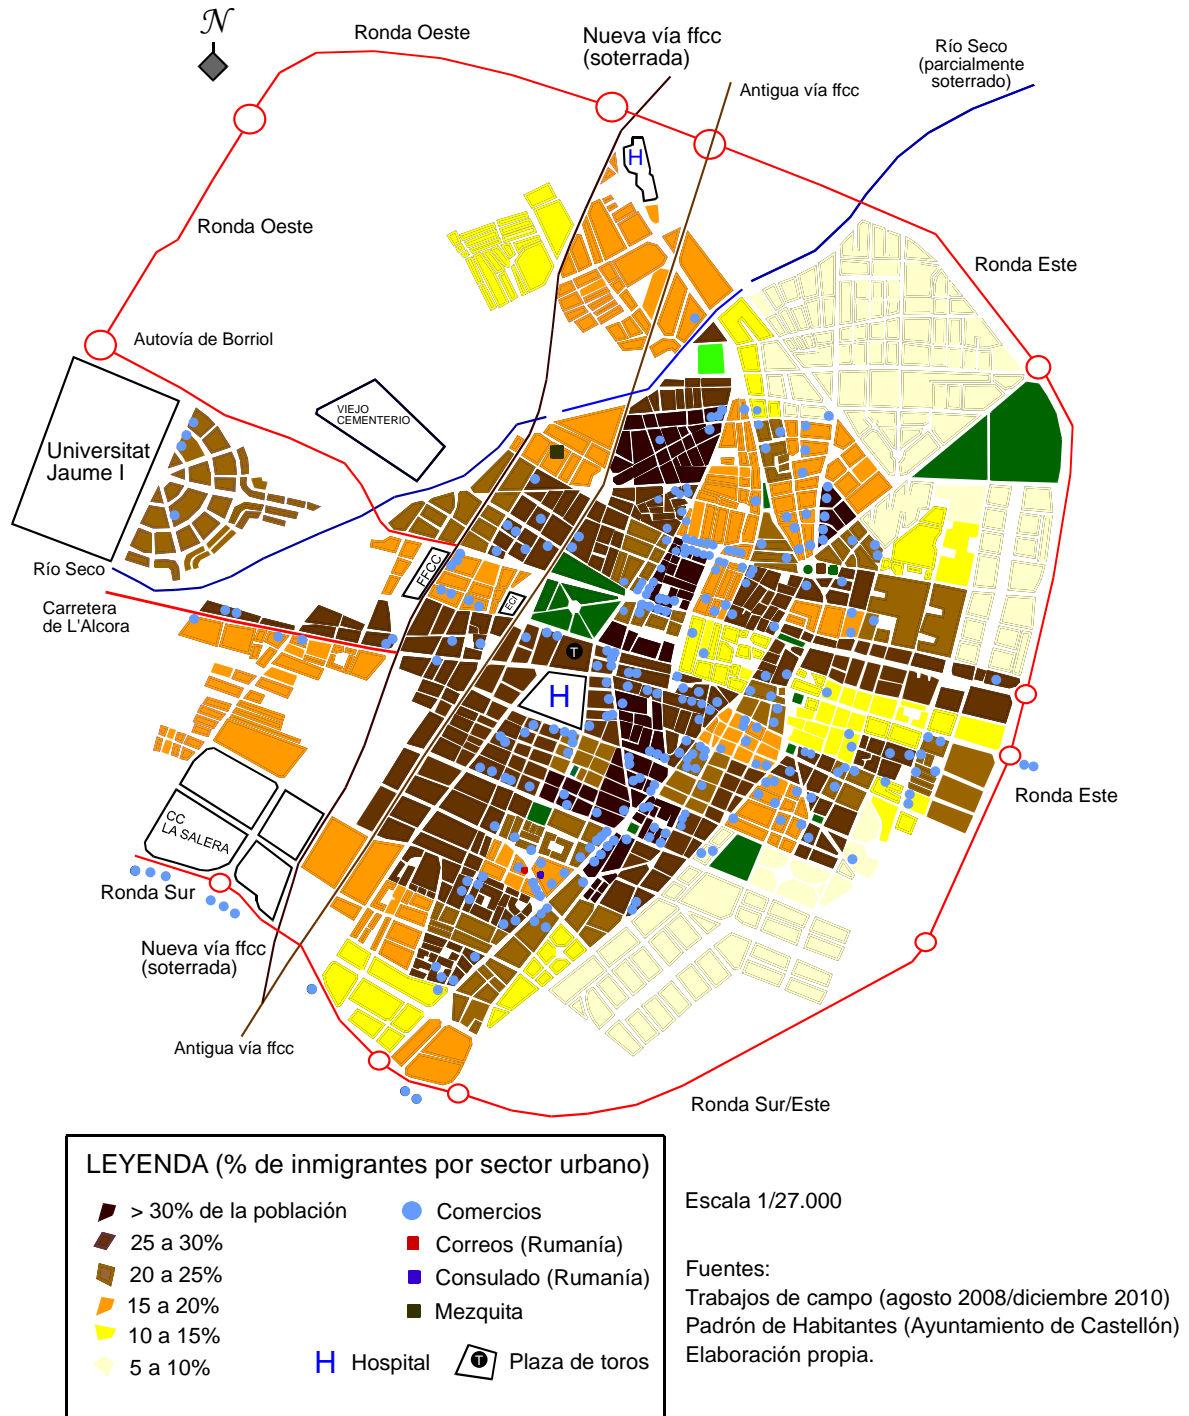 N
Ronda Oeste
Nueva vía ffcc
(soterrada)
Río Seco
(parcialmente
soterrado)
Antigua vía ffcc
H
Ronda Oeste
Ronda Este
Autovía de Borriol
VIEJO
CEMENTERIO
Universitat
Jaume I
FFCC
Río Seco
ECI
Carretera
de L'Alcora
T
H
Ronda Este
CC
LA SALERA
Ronda Sur
Nueva vía ffcc
(soterrada)
Antigua vía ffcc
Ronda Sur/Este
LEYENDA (% de inmigrantes por sector urbano)
> 30% de la población
25 a 30%
20 a 25%
15 a 20%
10 a 15%
5 a 10%
Comercios
Correos (Rumanía)
Consulado (Rumanía)
Mezquita
H Hospital
T Plaza de toros
Escala 1/27.000
Fuentes:
Trabajos de campo (agosto 2008/diciembre 2010)
Padrón de Habitantes (Ayuntamiento de Castellón)
Elaboración propia.